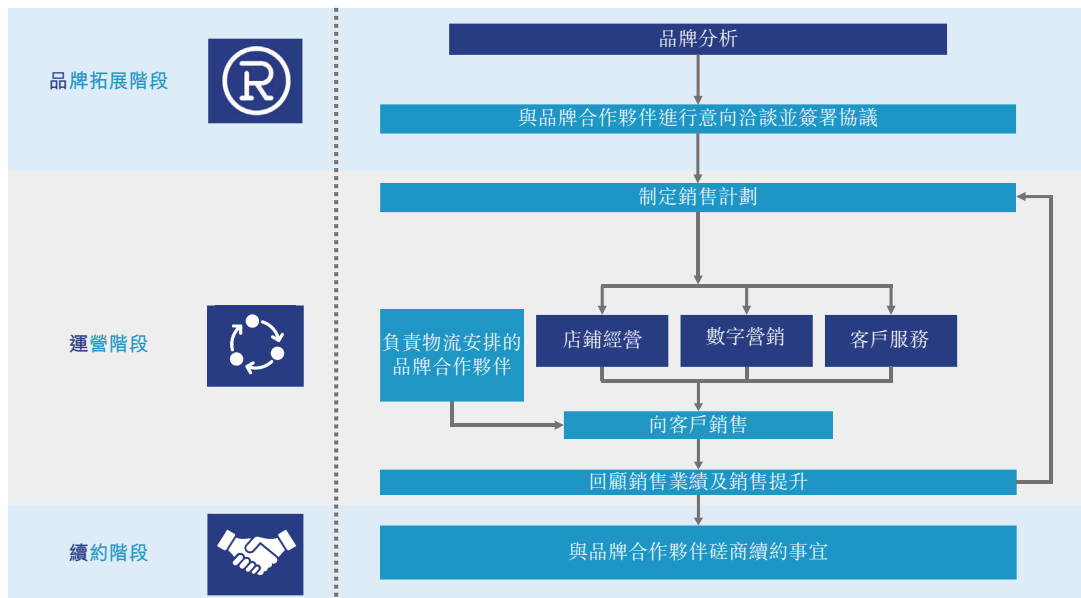 品牌拓展階段
R
品牌分析
與品牌合作夥伴進行意向洽談並簽署協議
運營階段
制定銷售計劃
負責物流安排的
品牌合作夥伴
店鋪經營
數字營銷
客戶服務
向客戶銷售
回顧銷售業績及銷售提升
續約階段
與品牌合作夥伴磋商續約事宜